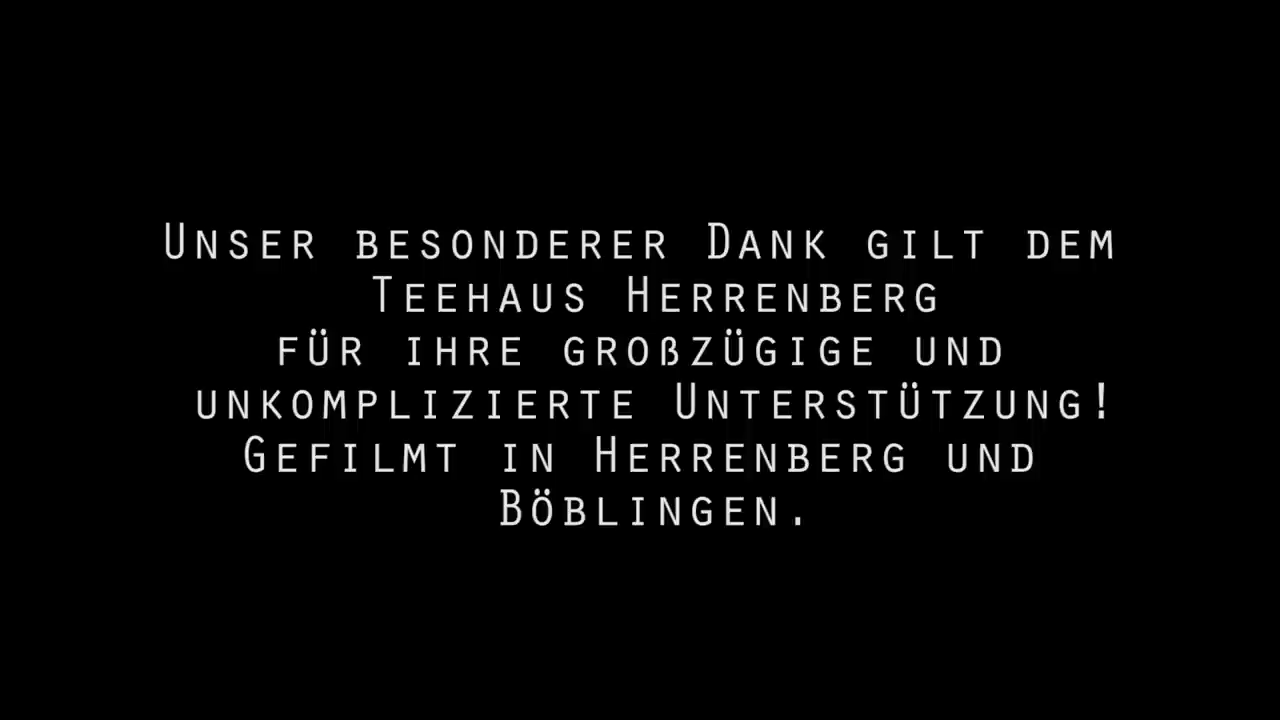 Unser besonderer Dank gilt dem
Teehaus Herrenberg
für ihre großzügige und
unkomplizierte Unterstützung!
Gefilmt in Herrenberg und
Böblingen.